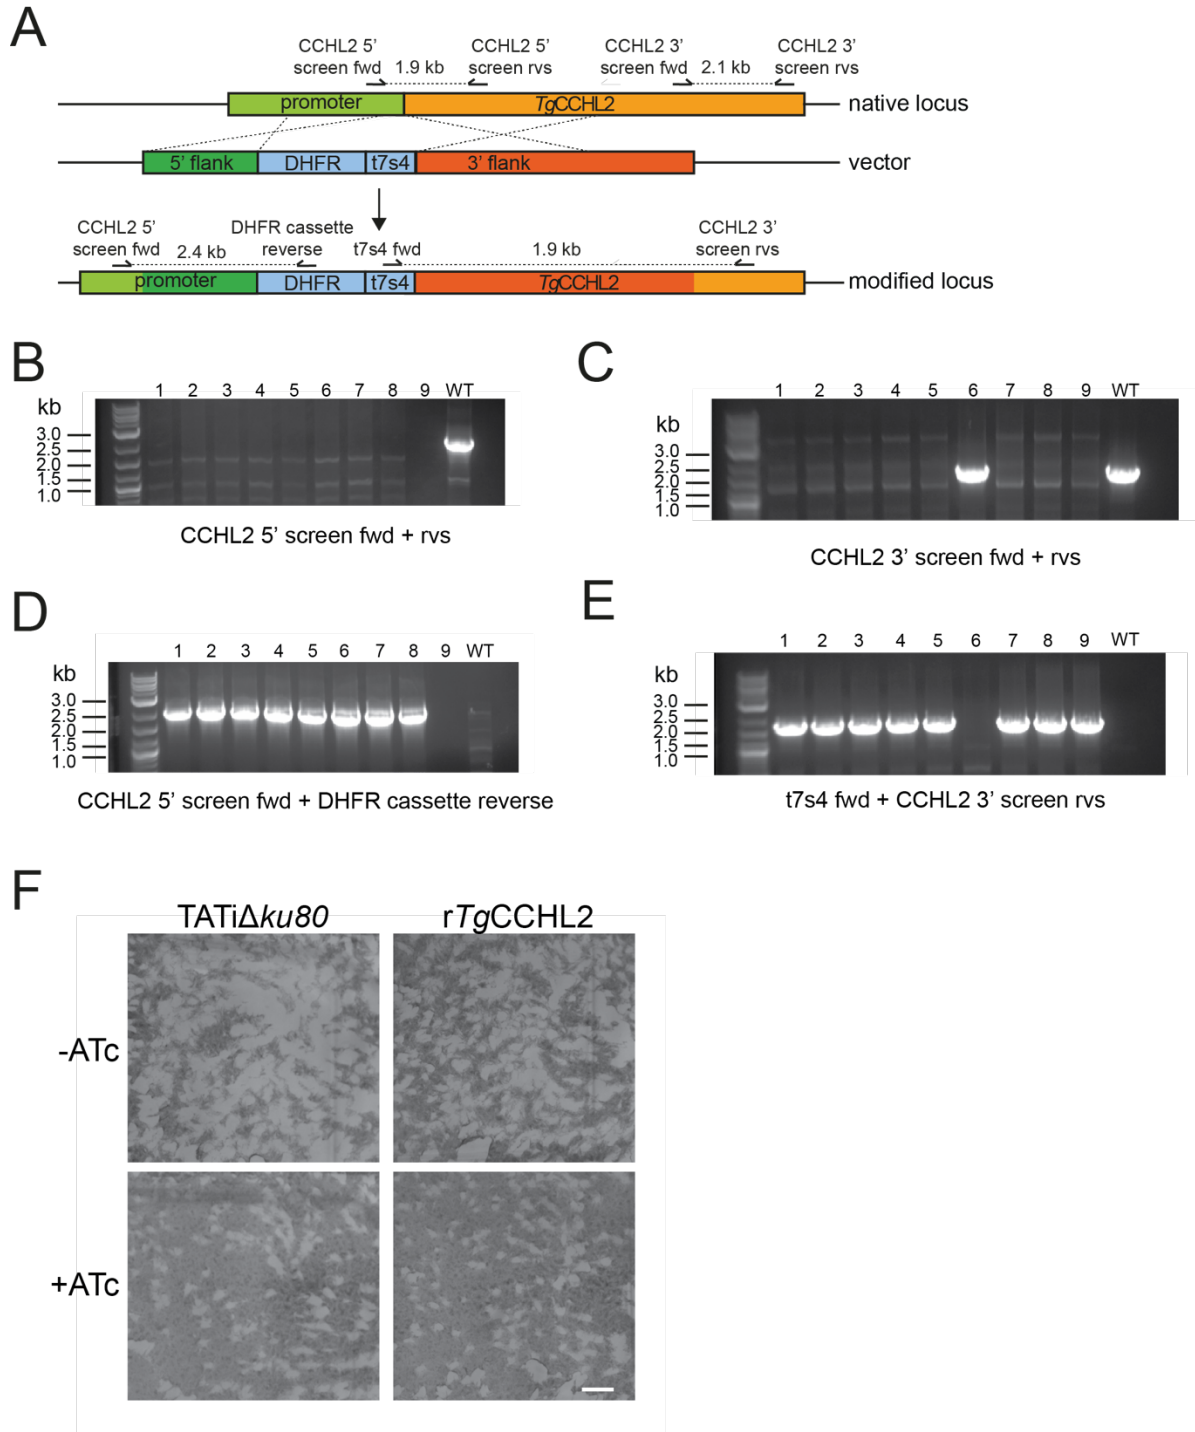 A
CCHL2 5’ screen fwd
1.9 kb
CCHL2 5’ screen rvs
CCHL2 3’ screen fwd
2.1 kb
CCHL2 3’ screen rvs
promoter
TgCCHL2
native locus
5’ flank
DHFR
t7s4
3’ flank
vector
CCHL2 5’ screen fwd
2.4 kb
DHFR cassette reverse
t7s4 fwd
1.9 kb
CCHL2 3’ screen rvs
promoter
DHFR
t7s4
TgCCHL2
modified locus
B
1 2 3 4 5 6 7 8 9 WT
kb
3.0
2.5
2.0
1.5
1.0
CCHL2 5’ screen fwd + rvs
C
1 2 3 4 5 6 7 8 9 WT
kb
3.0
2.5
2.0
1.5
1.0
CCHL2 3’ screen fwd + rvs
D
1 2 3 4 5 6 7 8 9 WT
kb
3.0
2.5
2.0
1.5
1.0
CCHL2 5’ screen fwd + DHFR cassette reverse
E
1 2 3 4 5 6 7 8 9 WT
kb
3.0
2.5
2.0
1.5
1.0
t7s4 fwd + CCHL2 3’ screen rvs
F
TATiΔku80
rTgCCHL2
-ATc
+ATc